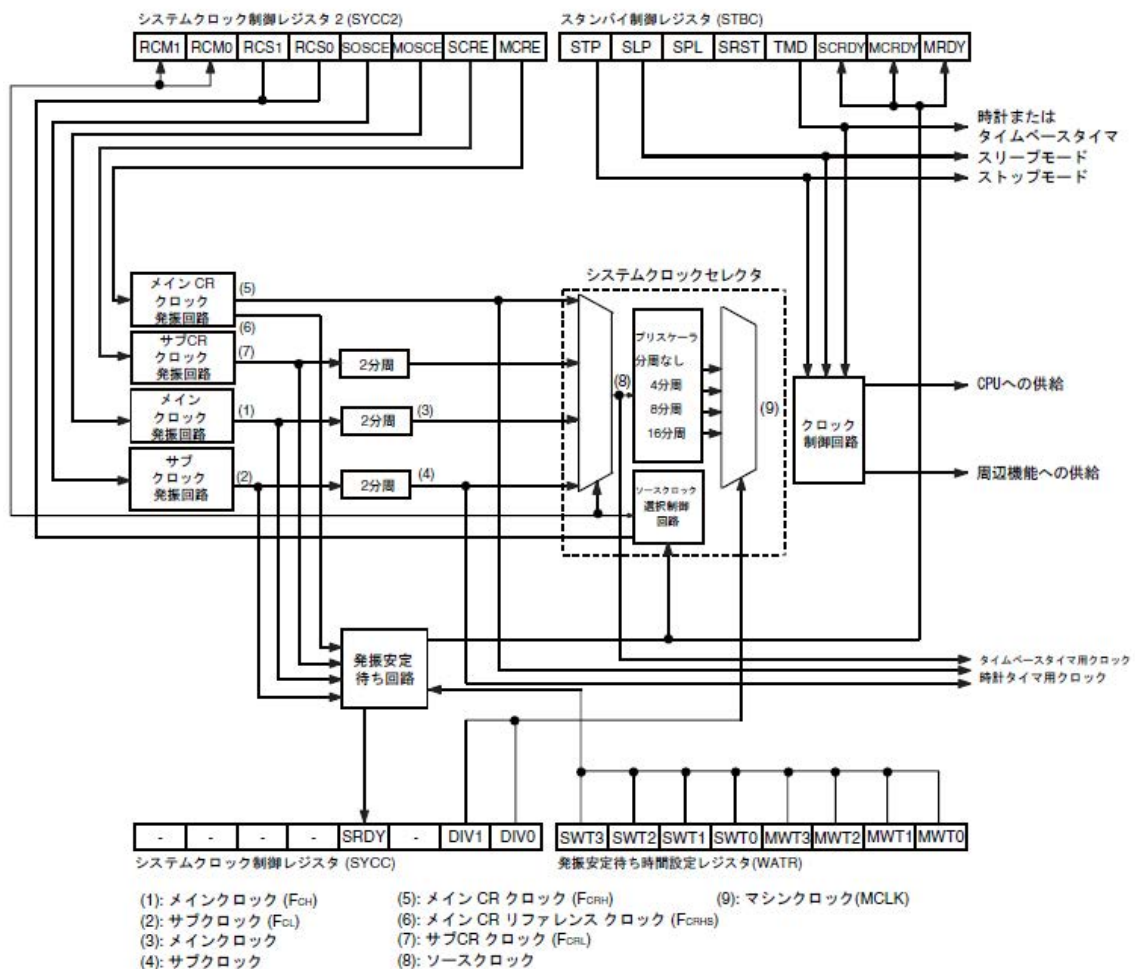 システムクロック制御レジスタ 2 (SYCC2)
RCM1 RCM0 RCS1 RCS0 SOSCE MOSCE SCRE MCRE
スタンバイ制御レジスタ (STBC)
STP SLP SPL SRST TMD SCRDY MCRDY MRDY
時計または
タイムベースタイマ
スリープモード
ストップモード
システムクロックセレクタ
メイン CR
クロック
発振回路
(5)
(6)
サブCR
クロック
発振回路
(7)
2分周
メイン
クロック
発振回路
(1)
2分周
(3)
サブ
クロック
発振回路
(2)
2分周
(4)
プリスケーラ
分周なし
4分周
8分周
16分周
(8)
(9)
ソースクロック
選択制御
回路
クロック
制御回路
CPUへの供給
周辺機能への供給
発振安定
待ち回路
タイムベースタイマ用クロック
時計タイマ用クロック
- - - - SRDY - DIV1 DIV0
システムクロック制御レジスタ (SYCC)
SWT3 SWT2 SWT1 SWT0 MWT3 MWT2 MWT1 MWT0
発振安定待ち時間設定レジスタ(WATR)
(1): メインクロック (FCH)
(2): サブクロック (FCL)
(3): メインクロック
(4): サブクロック
(5): メイン CR クロック (FCRH)
(6): メイン CR リファレンス クロック (FCRHS)
(7): サブCR クロック (FCRL)
(8): ソースクロック
(9): マシンクロック(MCLK)